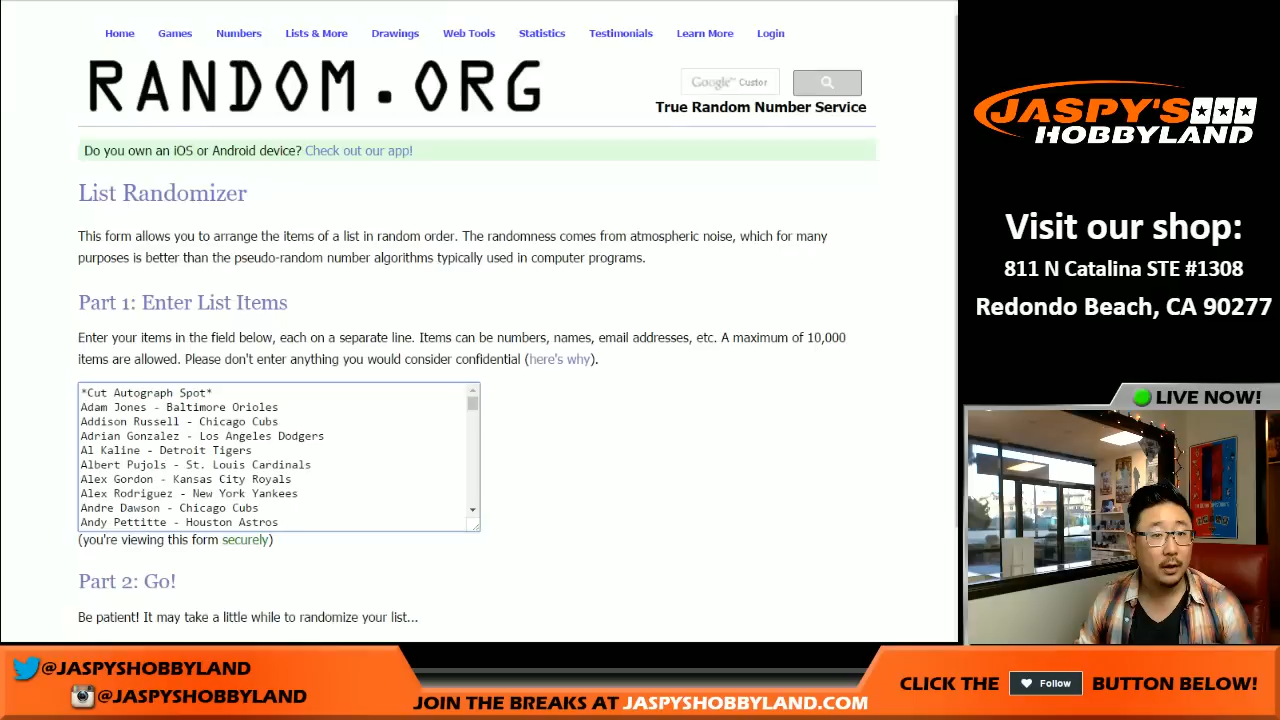 Home Games Numbers Lists & More Drawings Web Tools Statistics Testimonials Learn More Login
RANDOM.ORG
Google™ Custor
True Random Number Service
Do you own an iOS or Android device? Check out our app!
List Randomizer
This form allows you to arrange the items of a list in random order. The randomness comes from atmospheric noise, which for many
purposes is better than the pseudo-random number algorithms typically used in computer programs.
Part 1: Enter List Items
Enter your items in the field below, each on a separate line. Items can be numbers, names, email addresses, etc. A maximum of 10,000
items are allowed. Please don't enter anything you would consider confidential (here's why).
*Cut Autograph Spot*
Adam Jones - Baltimore Orioles
Addison Russell - Chicago Cubs
Adrian Gonzalez - Los Angeles Dodgers
Al Kaline - Detroit Tigers
Albert Pujols - St. Louis Cardinals
Alex Gordon - Kansas City Royals
Alex Rodriguez - New York Yankees
Andre Dawson - Chicago Cubs
Andy Pettitte - Houston Astros
(you're viewing this form securely)
Part 2: Go!
Be patient! It may take a little while to randomize your list...
JASPY'S
HOBBYLAND
Visit our shop:
811 N Catalina STE #1308
Redondo Beach, CA 90277
LIVE NOW!
@JASPYSHOBBYLAND
@JASPYSHOBBYLAND
JOIN THE BREAKS AT JASPYSHOBBYLAND.COM
CLICK THE Follow BUTTON BELOW!